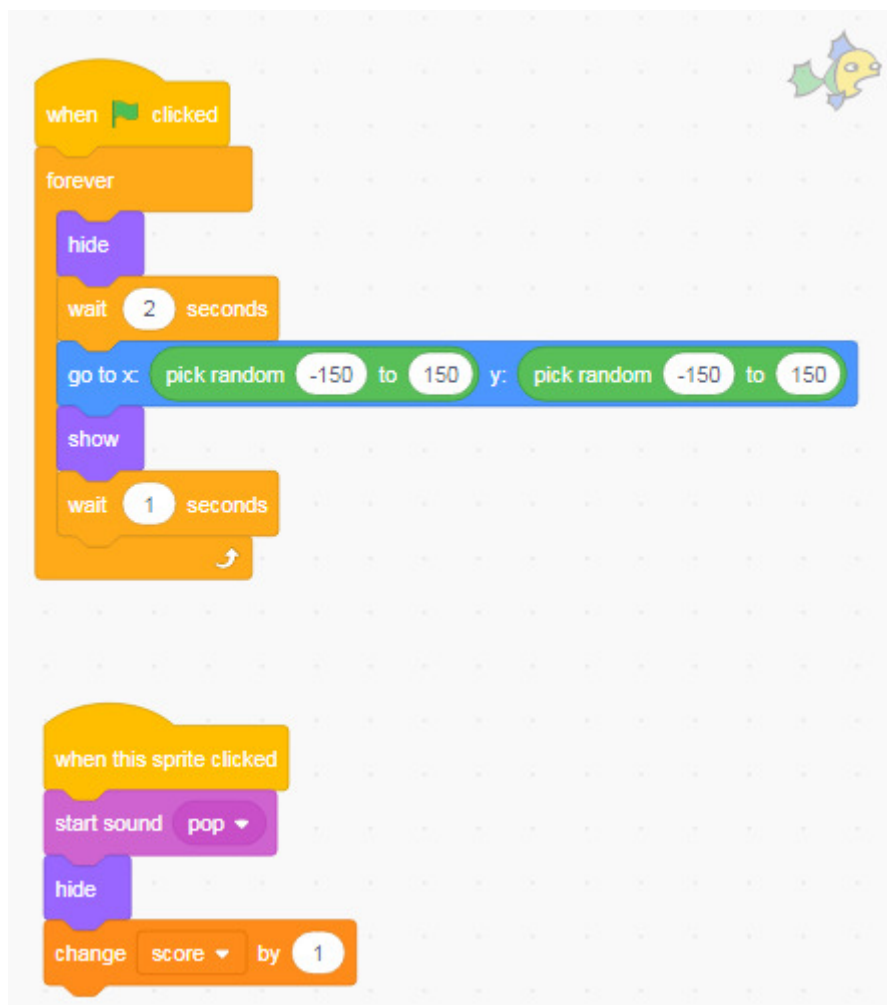 when clicked
forever
hide
wait 2 seconds
go to x: pick random -150 to 150 y: pick random -150 to 150
show
wait 1 seconds
when this sprite clicked
start sound pop
hide
change score by 1